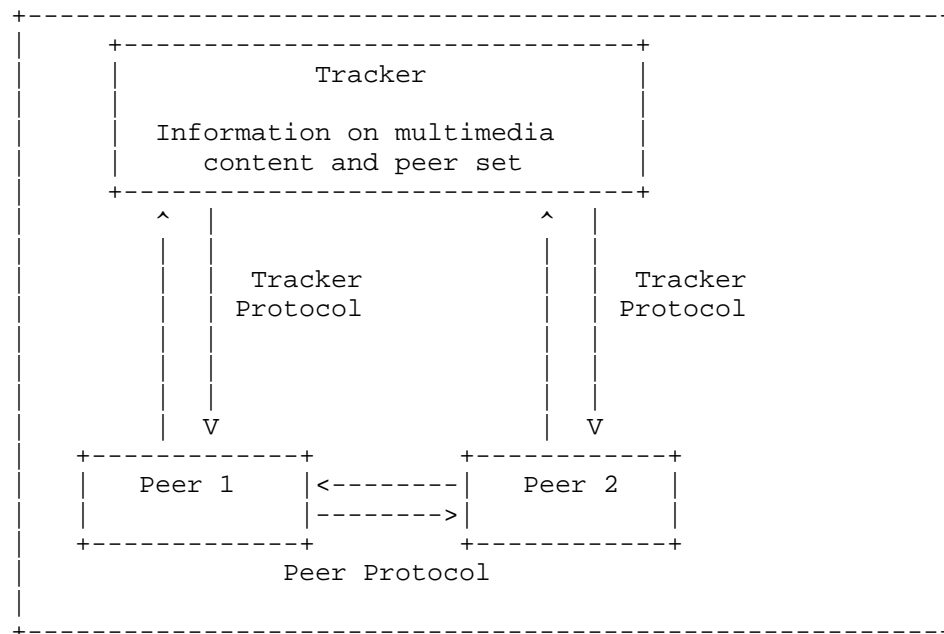 Tracker
Information on multimedia
content and peer set
Tracker Tracker
Protocol Protocol
Peer 1 Peer 2
Peer Protocol